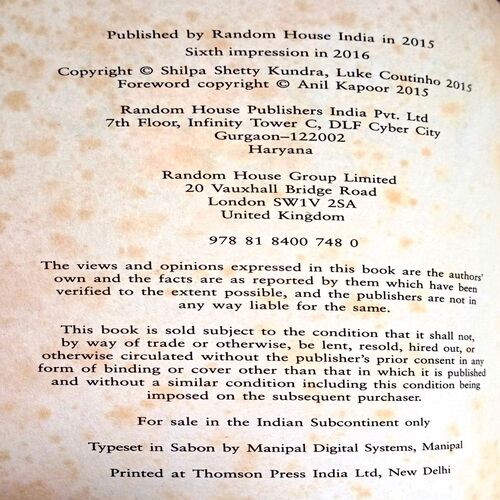 Published by Random House India in 2015
Sixth impression in 2016
Copyright © Shilpa Shetty Kundra, Luke Coutinho 2015
Foreword copyright © Anil Kapoor 2015
Random House Publishers India Pvt. Ltd
7th Floor, Infinity Tower C, DLF Cyber City
Gurgaon–122002
Haryana
Random House Group Limited
20 Vauxhall Bridge Road
London SW1V 2SA
United Kingdom
978 81 8400 748 0
The views and opinions expressed in this book are the authors'
own and the facts are as reported by them which have been
verified to the extent possible, and the publishers are not in
any way liable for the same.
This book is sold subject to the condition that it shall not,
by way of trade or otherwise, be lent, resold, hired out, or
otherwise circulated without the publisher's prior consent in any
form of binding or cover other than that in which it is published
and without a similar condition including this condition being
imposed on the subsequent purchaser.
For sale in the Indian Subcontinent only
Typeset in Sabon by Manipal Digital Systems, Manipal
Printed at Thomson Press India Ltd, New Delhi